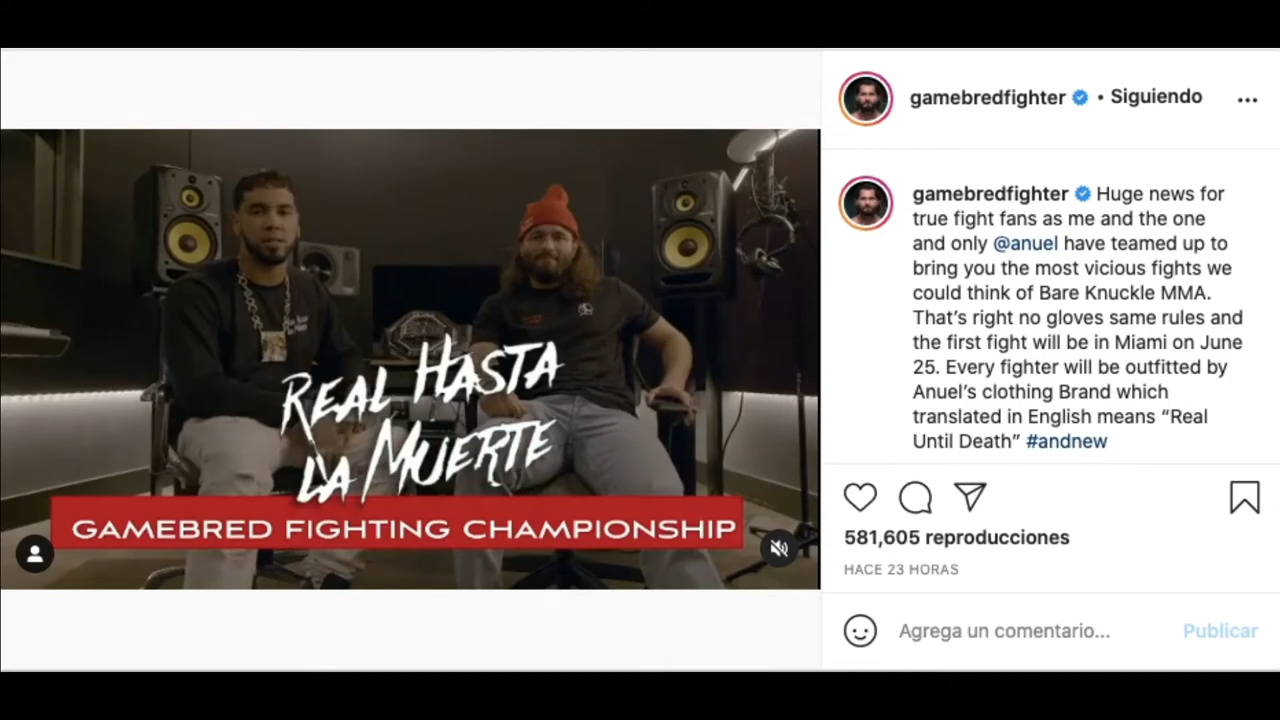 gamebredfighter • Siguiendo
gamebredfighter Huge news for
true fight fans as me and the one
and only @anuel have teamed up to
bring you the most vicious fights we
could think of Bare Knuckle MMA.
That’s right no gloves same rules and
the first fight will be in Miami on June
25. Every fighter will be outfitted by
Anuel’s clothing Brand which
translated in English means “Real
Until Death” #andnew
REAL HASTA
LA MUERTE
GAMEBRED FIGHTING CHAMPIONSHIP
581,605 reproducciones
HACE 23 HORAS
Agrega un comentario... Publicar